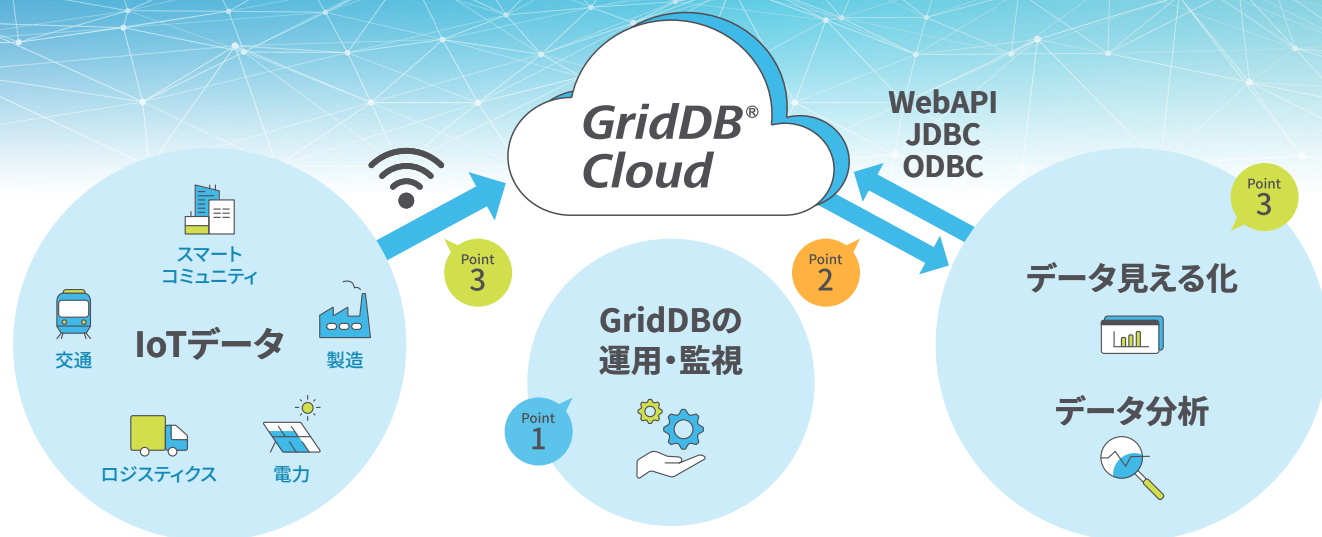 GridDB®
Cloud
WebAPI
JDBC
ODBC
スマート
コミュニティ
交通
IoTデータ
製造
ロジスティクス
電力
Point
3
GridDBの
運用・監視
Point
1
Point
2
Point
3
データ見える化
データ分析